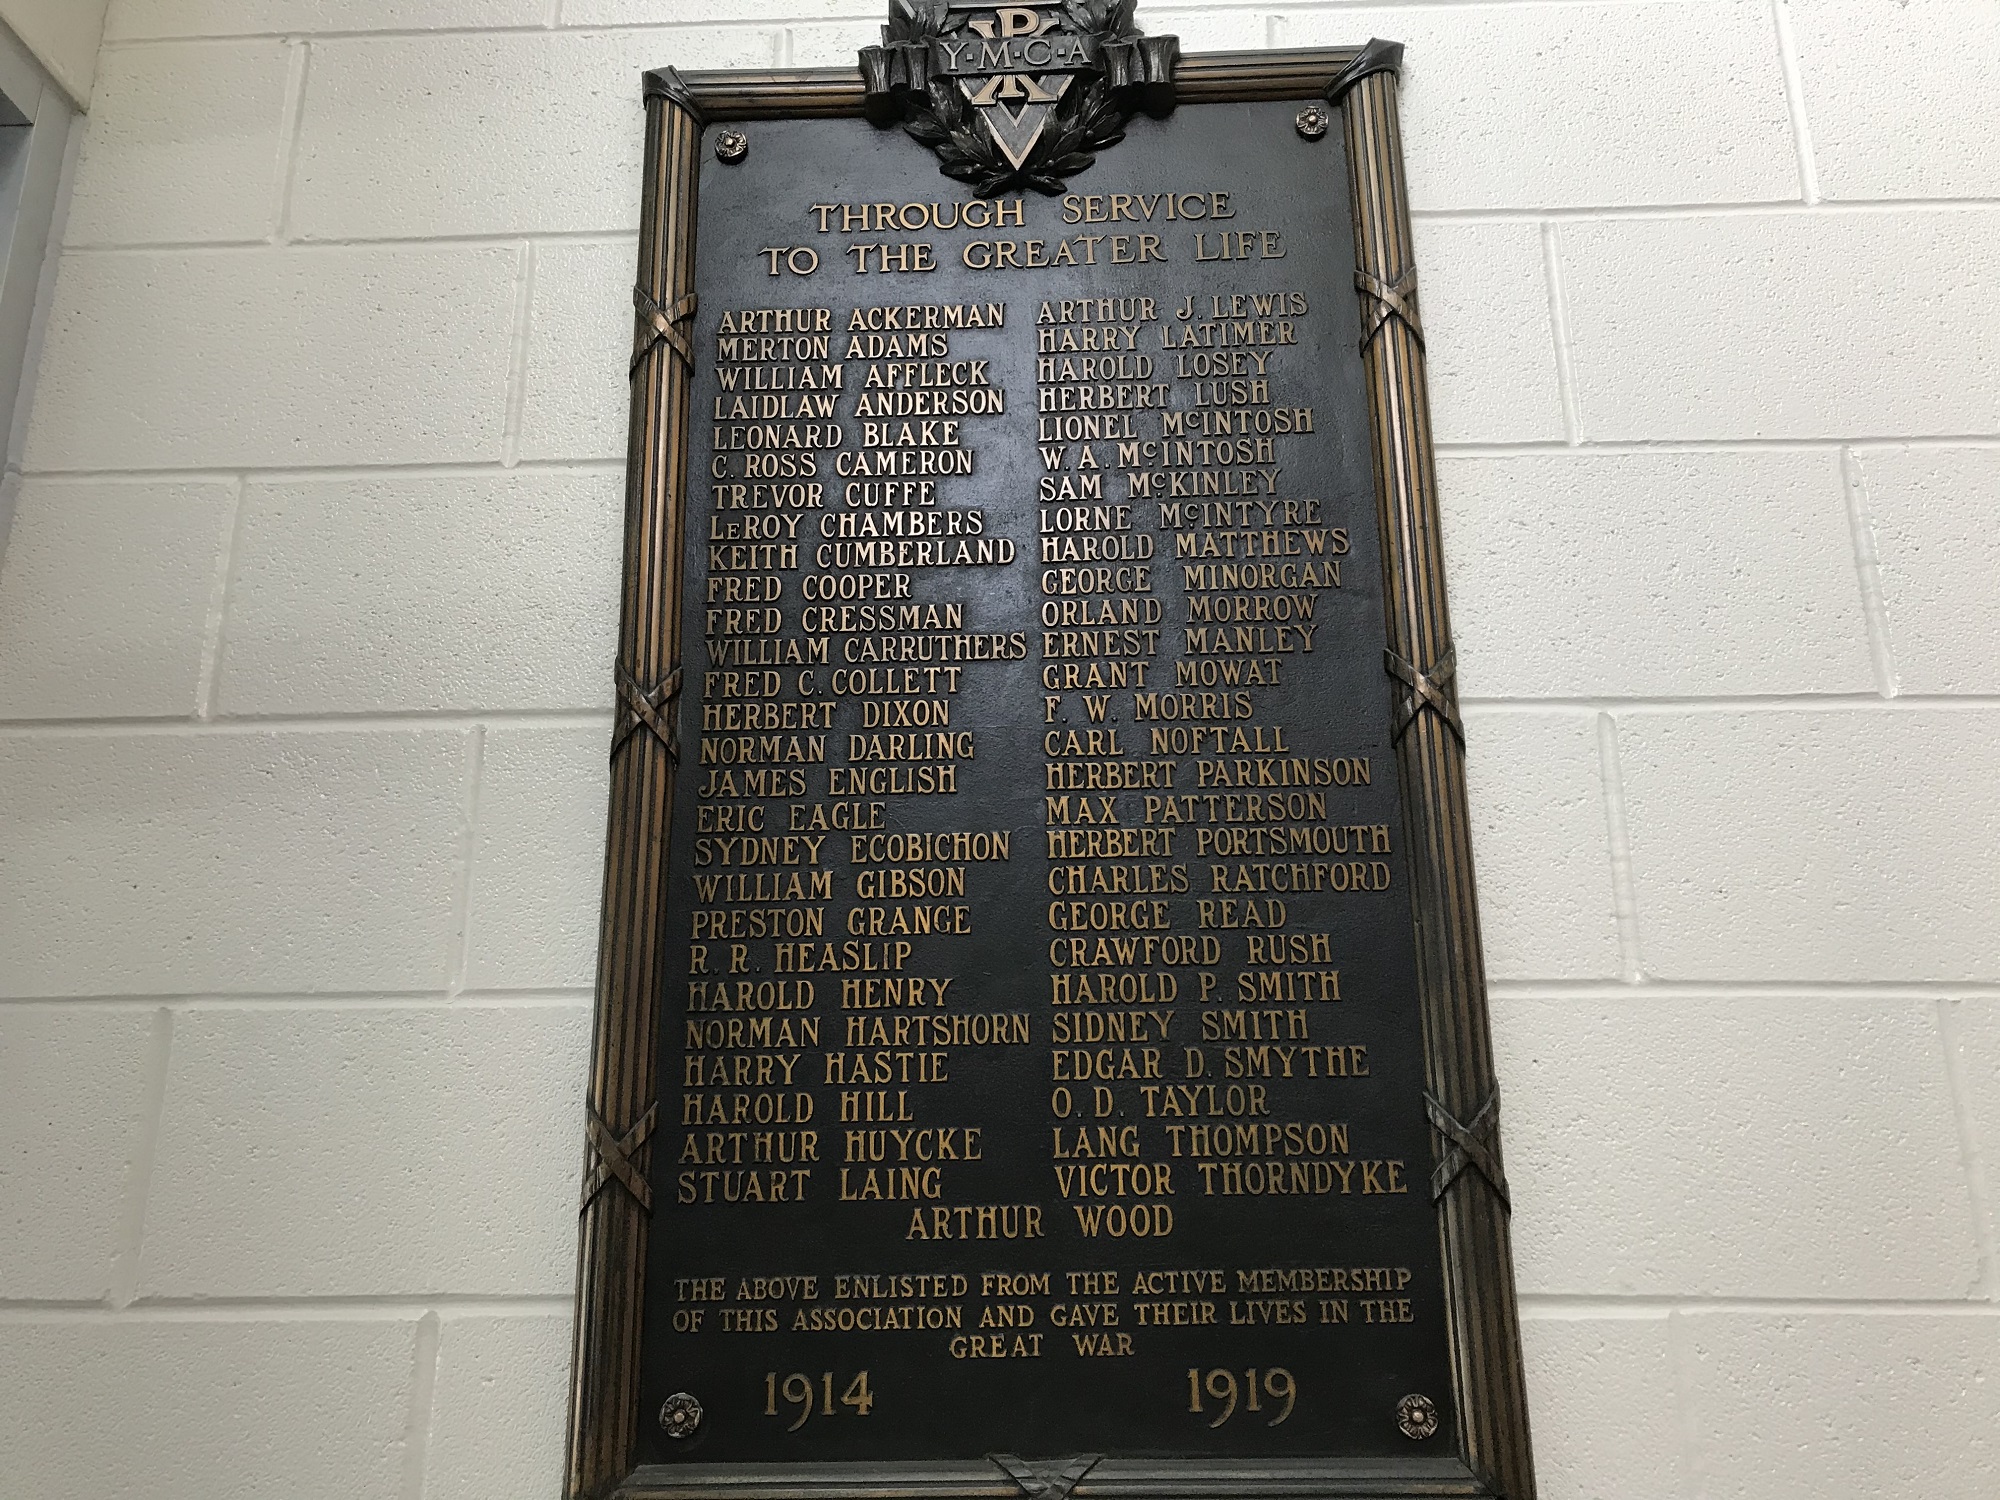 Y·M·C·A
THROUGH SERVICE
TO THE GREATER LIFE
ARTHUR ACKERMAN
MERTON ADAMS
WILLIAM AFFLECK
LAIDLAW ANDERSON
LEONARD BLAKE
C. ROSS CAMERON
TREVOR CUFFE
LEROY CHAMBERS
KEITH CUMBERLAND
FRED COOPER
FRED CRESSMAN
WILLIAM CARRUTHERS
FRED C. COLLETT
HERBERT DIXON
NORMAN DARLING
JAMES ENGLISH
ERIC EAGLE
SYDNEY ECOBICHON
WILLIAM GIBSON
PRESTON GRANGE
R. R. HEASLIP
HAROLD HENRY
NORMAN HARTSHORN
HARRY HASTIE
HAROLD HILL
ARTHUR HUYCKE
STUART LAING
ARTHUR J. LEWIS
HARRY LATIMER
HAROLD LOSEY
HERBERT LUSH
LIONEL McINTOSH
W. A. McINTOSH
SAM McKINLEY
LORNE McINTYRE
HAROLD MATTHEWS
GEORGE MINORGAN
ORLAND MORROW
ERNEST MANLEY
GRANT MOWAT
F. W. MORRIS
CARL NOFTALL
HERBERT PARKINSON
MAX PATTERSON
HERBERT PORTSMOUTH
CHARLES RATCHFORD
GEORGE READ
CRAWFORD RUSH
HAROLD P. SMITH
SIDNEY SMITH
EDGAR D. SMYTHE
O. D. TAYLOR
LANG THOMPSON
VICTOR THORNDYKE
ARTHUR WOOD
THE ABOVE ENLISTED FROM THE ACTIVE MEMBERSHIP
OF THIS ASSOCIATION AND GAVE THEIR LIVES IN THE
GREAT WAR
1914 1919